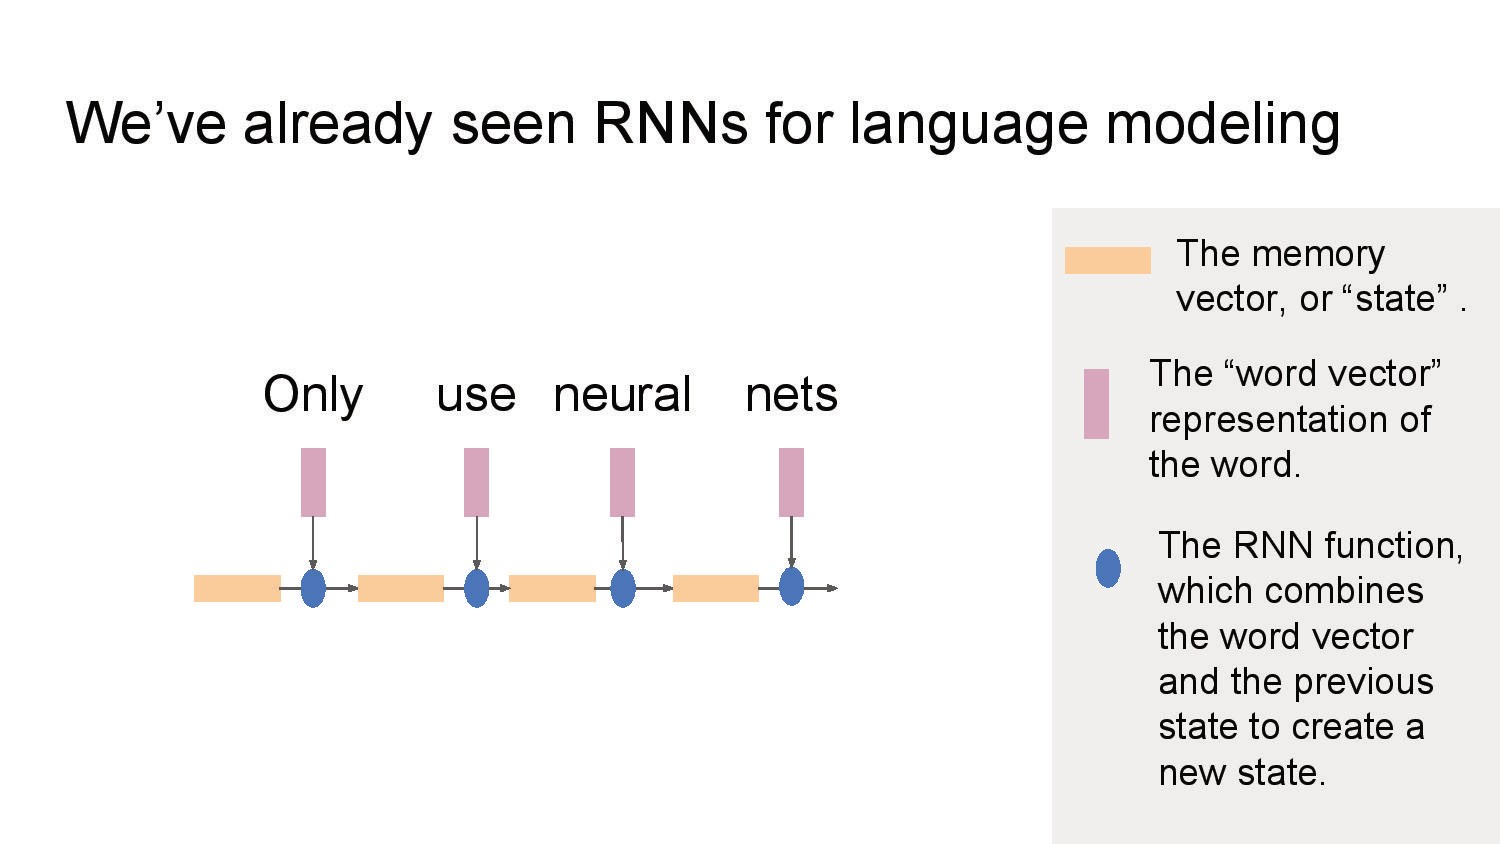 We’ve already seen RNNs for language modeling
Only use neural nets
The memory
vector, or “state” .
The “word vector”
representation of
the word.
The RNN function,
which combines
the word vector
and the previous
state to create a
new state.